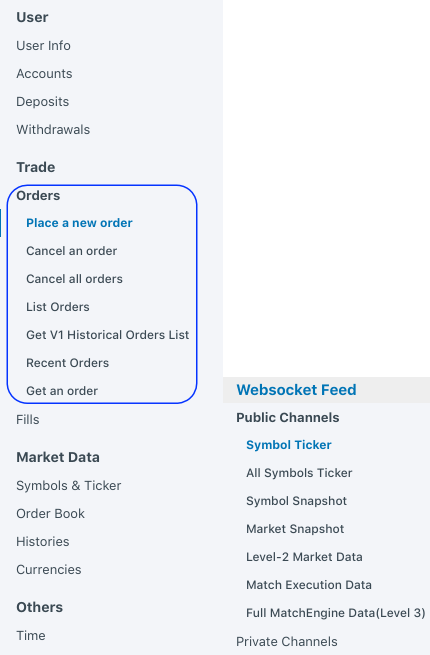 User
User Info
Accounts
Deposits
Withdrawals
Trade
Orders
Place a new order
Cancel an order
Cancel all orders
List Orders
Get V1 Historical Orders List
Recent Orders
Get an order
Fills
Market Data
Symbols & Ticker
Order Book
Histories
Currencies
Others
Time
Websocket Feed
Public Channels
Symbol Ticker
All Symbols Ticker
Symbol Snapshot
Market Snapshot
Level-2 Market Data
Match Execution Data
Full MatchEngine Data(Level 3)
Private Channels